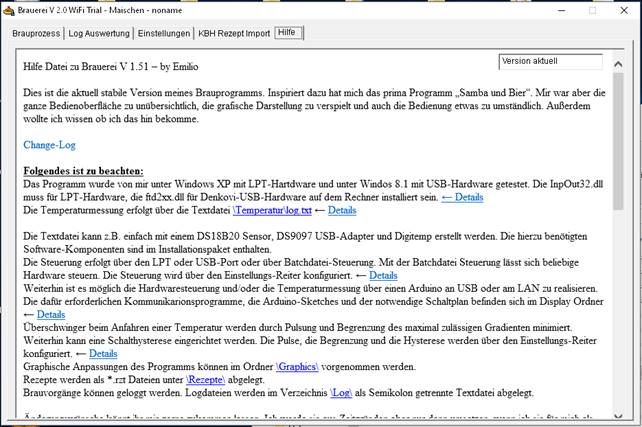 Brauerei V 2.0 WiFi Trial - Maischen - noname
Brauprozess Log Auswertung Einstellungen KBH Rezept Import Hilfe
Version aktuell
Hilfe Datei zu Brauerei V 1.51 – by Emilio
Dies ist die aktuell stabile Version meines Brauprogramms. Inspiriert dazu hat mich das prima Programm „Samba und Bier“. Mir war aber die
ganze Bedienoberfläche zu unübersichtlich, die grafische Darstellung zu verspielt und auch die Bedienung etwas zu umständlich. Außerdem
wollte ich wissen ob ich das hin bekomme.
Change-Log
Folgendes ist zu beachten:
Das Programm wurde von mir unter Windows XP mit LPT-Hartdware und unter Windos 8.1 mit USB-Hardware getestet. Die InpOut32.dll
muss für LPT-Hardware, die ftd2xx.dll für Denkovi-USB-Hardware auf dem Rechner installiert sein. ← Details
Die Temperaturmessung erfolgt über die Textdatei \Temperatur\log.txt ← Details
Die Textdatei kann z.B. einfach mit einem DS18B20 Sensor, DS9097 USB-Adapter und Digitemp erstellt werden. Die hierzu benötigten
Software-Komponenten sind im Installationspaket enthalten.
Die Steuerung erfolgt über den LPT oder USB-Port oder über Batchdatei-Steuerung. Mit der Batchdatei Steuerung lässt sich beliebige
Hardware steuern. Die Steuerung wird über den Einstellungs-Reiter konfiguriert. ← Details
Weiterhin ist es möglich die Hardwaresteuerung und/oder die Temperaturmessung über einen Arduino an USB oder am LAN zu realisieren.
Die dafür erforderlichen Kommunikarionsprogramme, die Arduino-Sketches und der notwendige Schaltplan befinden sich im Display Ordner
← Details
Überschwinger beim Anfahren einer Temperatur werden durch Pulsung und Begrenzung des maximal zulässigen Gradienten minimiert.
Weiterhin kann eine Schalthysterese eingerichtet werden. Die Pulse, die Begrenzung und die Hysterese werden über den Einstellungs-Reiter
konfiguriert. ← Details
Graphische Anpassungen des Programms können im Ordner \Graphics\ vorgenommen werden.
Rezepte werden als *.rzt Dateien unter \Rezepte\ abgelegt.
Brauvorgänge können geloggt werden. Logdateien werden im Verzeichnis \Log\ als Semikolon getrennte Textdatei abgelegt.